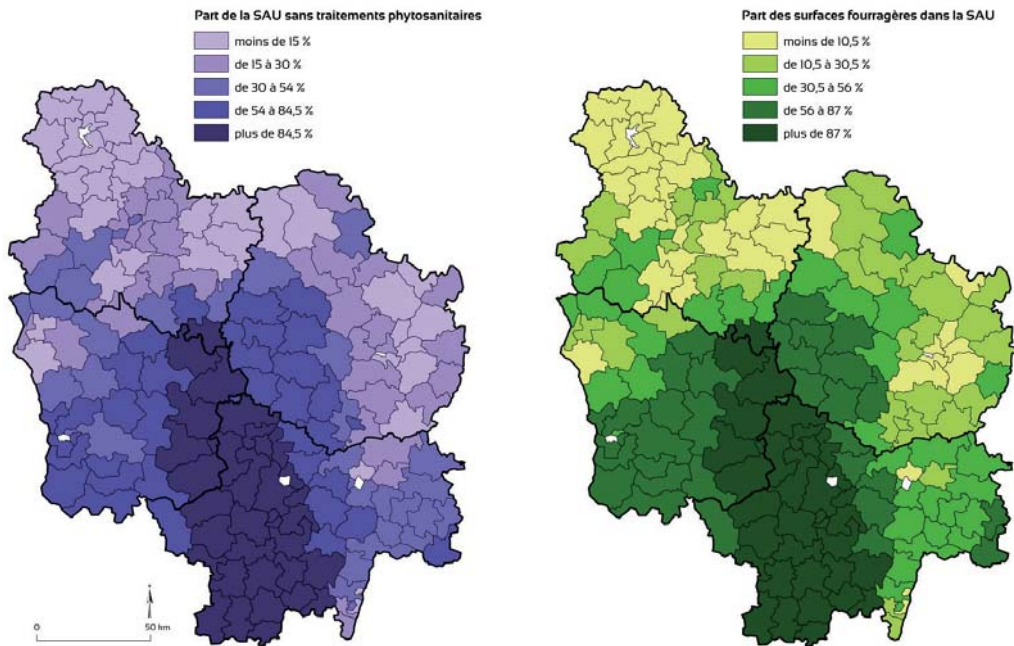 Part de la SAU sans traitements phytosanitaires
moins de 15 %
de 15 à 30 %
de 30 à 54 %
de 54 à 84,5 %
plus de 84,5 %
0 50 km
Part des surfaces fourragères dans la SAU
moins de 10,5 %
de 10,5 à 30,5 %
de 30,5 à 56 %
de 56 à 87 %
plus de 87 %